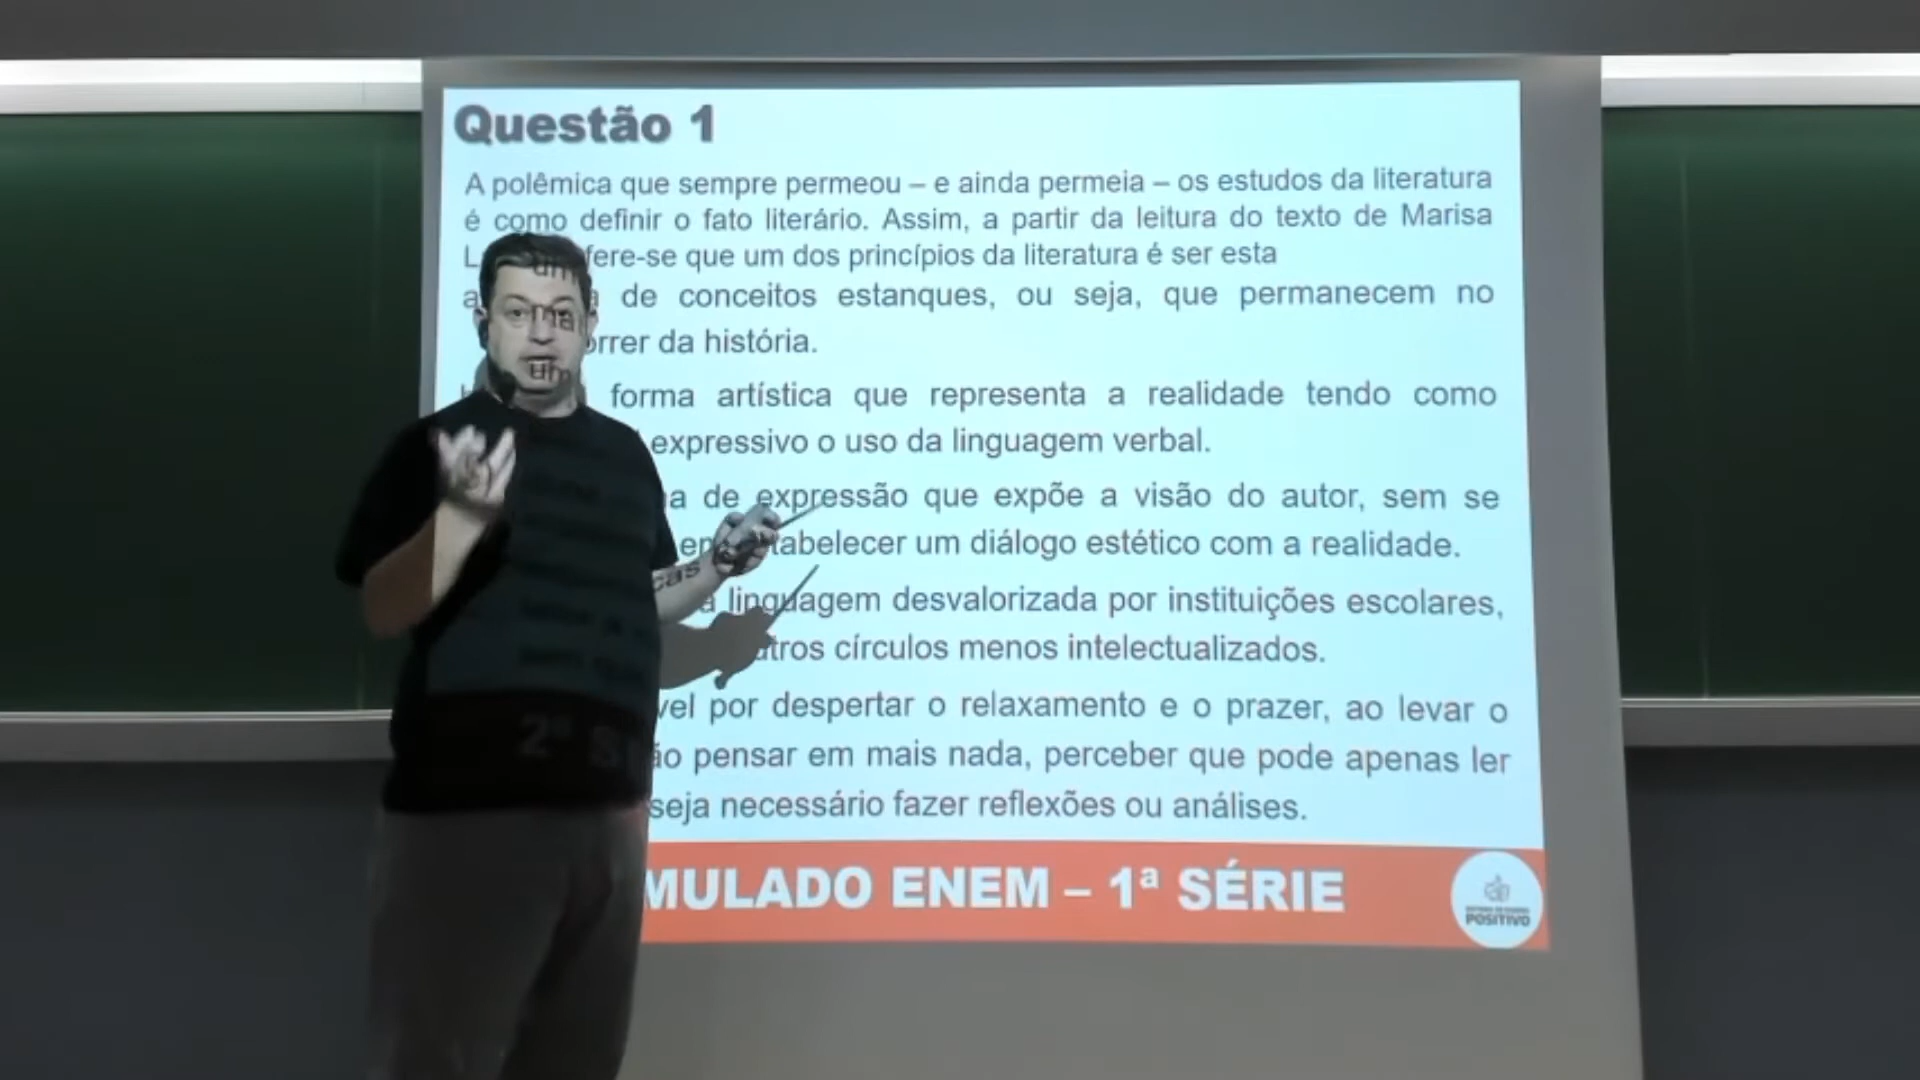 Questão 1
A polêmica que sempre permeou – e ainda permeia – os estudos da literatura
é como definir o fato literário. Assim, a partir da leitura do texto de Marisa
fere-se que um dos princípios da literatura é ser esta
de conceitos estanques, ou seja, que permanecem no
orrer da história.
forma artística que representa a realidade tendo como
expressivo o uso da linguagem verbal.
de expressão que expõe a visão do autor, sem se
tabelecer um diálogo estético com a realidade.
linguagem desvalorizada por instituições escolares,
utros círculos menos intelectualizados.
vel por despertar o relaxamento e o prazer, ao levar o
ão pensar em mais nada, perceber que pode apenas ler
seja necessário fazer reflexões ou análises.
MULADO ENEM – 1ª SÉRIE
POSITIVO